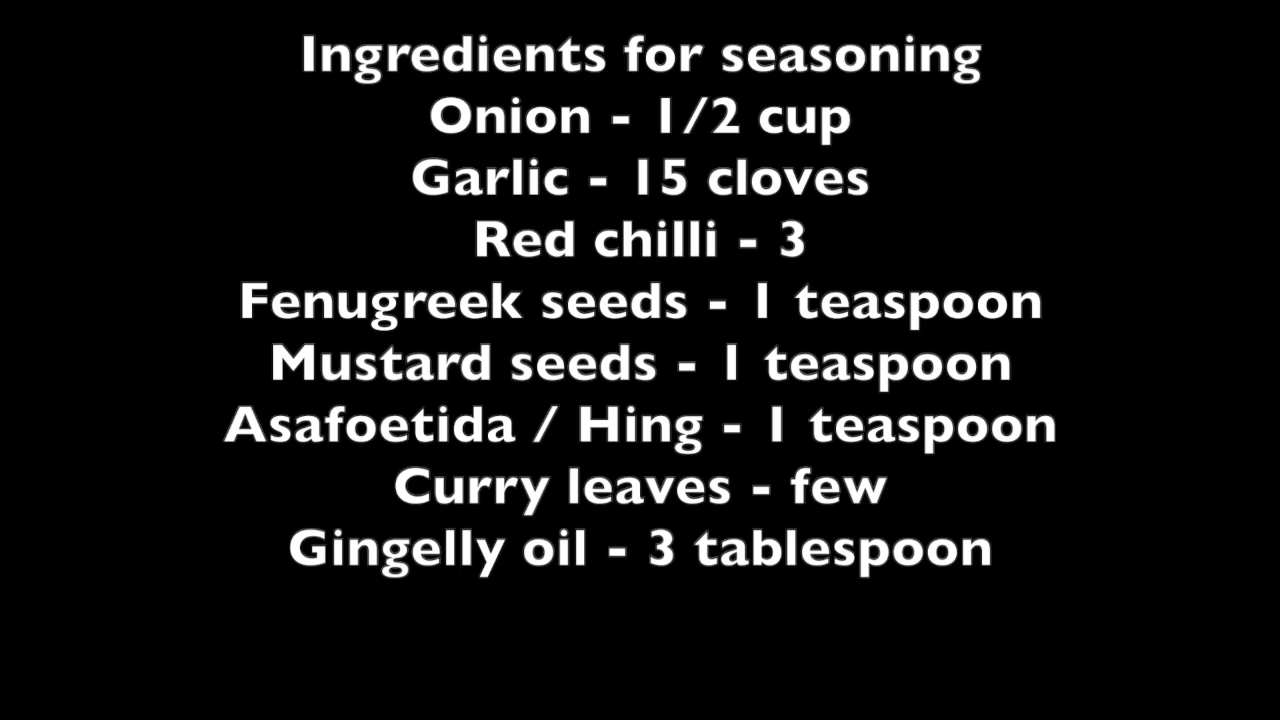 Ingredients for seasoning
Onion - 1/2 cup
Garlic - 15 cloves
Red chilli - 3
Fenugreek seeds - 1 teaspoon
Mustard seeds - 1 teaspoon
Asafoetida / Hing - 1 teaspoon
Curry leaves - few
Gingelly oil - 3 tablespoon